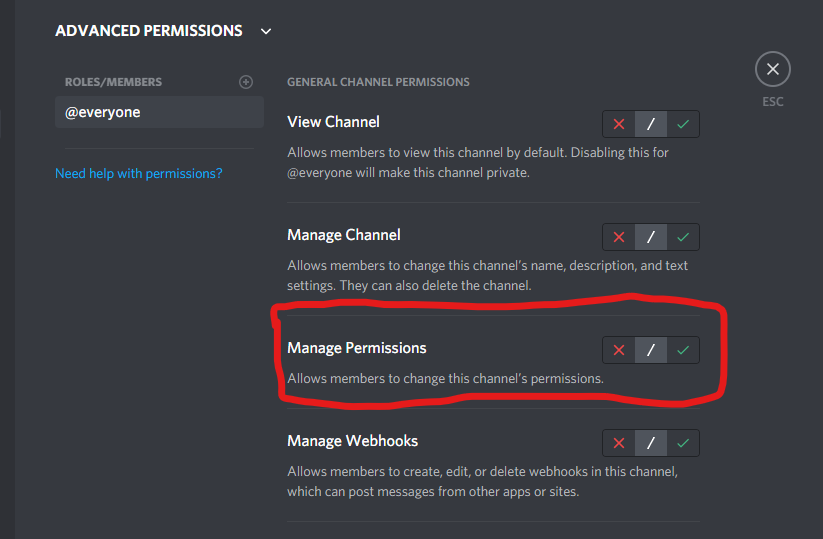 ADVANCED PERMISSIONS
ROLES/MEMBERS
@everyone
Need help with permissions?
GENERAL CHANNEL PERMISSIONS
View Channel
Allows members to view this channel by default. Disabling this for
@everyone will make this channel private.
Manage Channel
Allows members to change this channel's name, description, and text
settings. They can also delete the channel.
Manage Permissions
Allows members to change this channel's permissions.
Manage Webhooks
Allows members to create, edit, or delete webhooks in this channel,
which can post messages from other apps or sites.
ESC